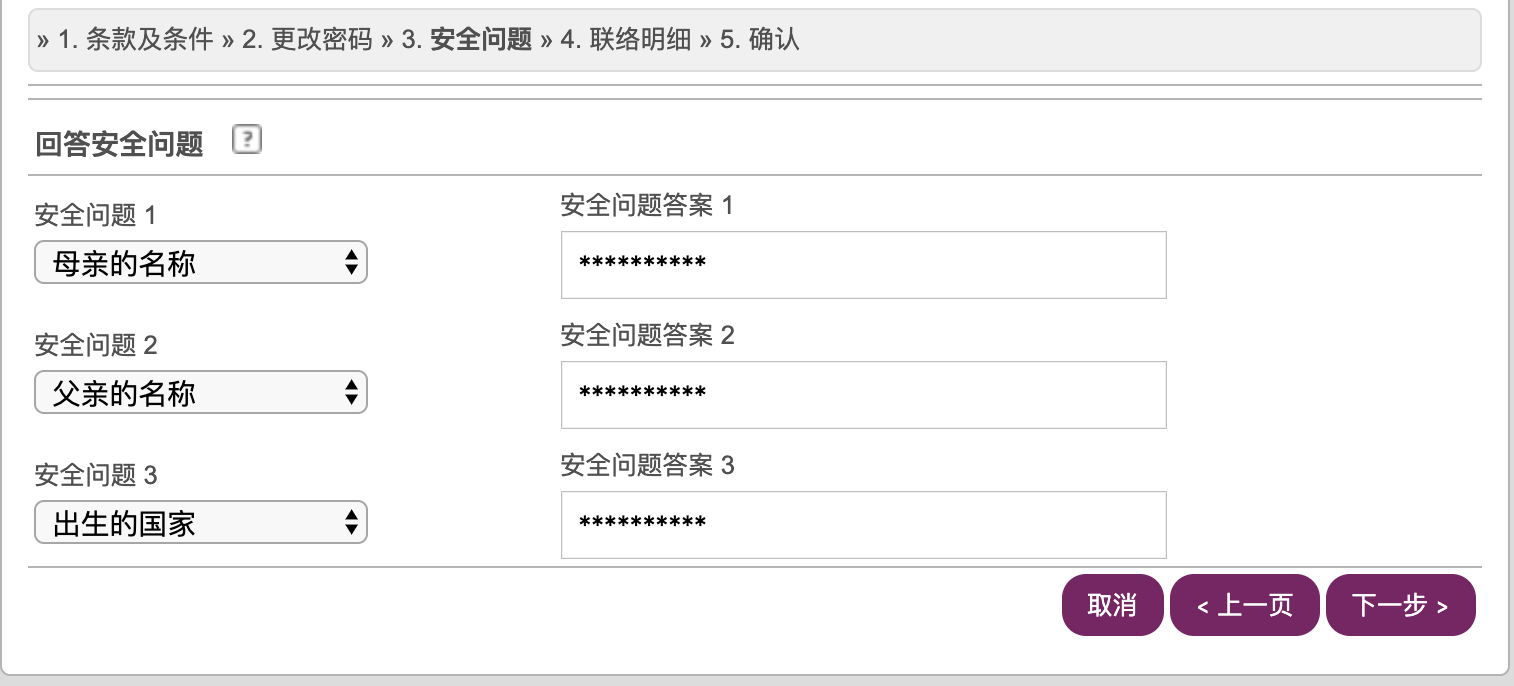 » 1. 条款及条件 » 2. 更改密码 » 3. 安全问题 » 4. 联络明细 » 5. 确认
回答安全问题 ?
安全问题 1
安全问题答案 1
母亲的名称
**********
安全问题 2
安全问题答案 2
父亲的名称
**********
安全问题 3
安全问题答案 3
出生的国家
**********
取消 < 上一页 下一步 >